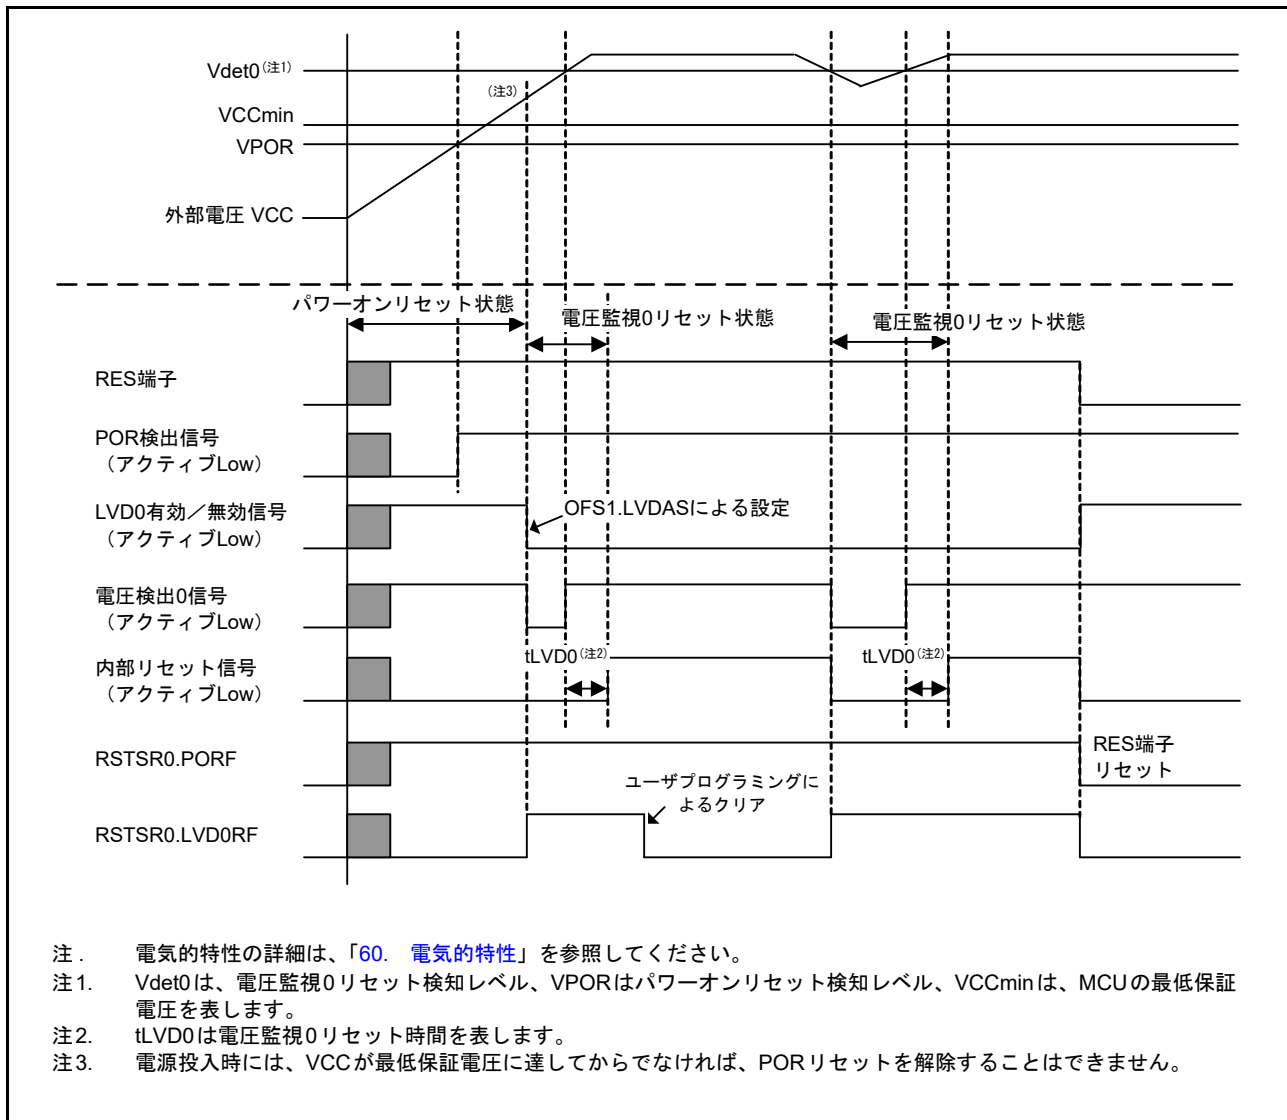 Vdet0(注1)
(注3)
VCCmin
VPOR
外部電圧 VCC
パワーオンリセット状態
電圧監視0リセット状態
電圧監視0リセット状態
RES端子
POR検出信号
(アクティブLow)
LVD0有効/無効信号
(アクティブLow)
OFS1.LVDASによる設定
電圧検出0信号
(アクティブLow)
内部リセット信号
(アクティブLow)
tLVD0(注2)
tLVD0(注2)
RSTSR0.PORF
RES端子
リセット
ユーザプログラミングに
よるクリア
RSTSR0.LVD0RF
注. 電気的特性の詳細は、「60. 電気的特性」を参照してください。
注1. Vdet0は、電圧監視0リセット検知レベル、VPORはパワーオンリセット検知レベル、VCCminは、MCUの最低保証
電圧を表します。
注2. tLVD0は電圧監視0リセット時間を表します。
注3. 電源投入時には、VCCが最低保証電圧に達してからでなければ、PORリセットを解除することはできません。